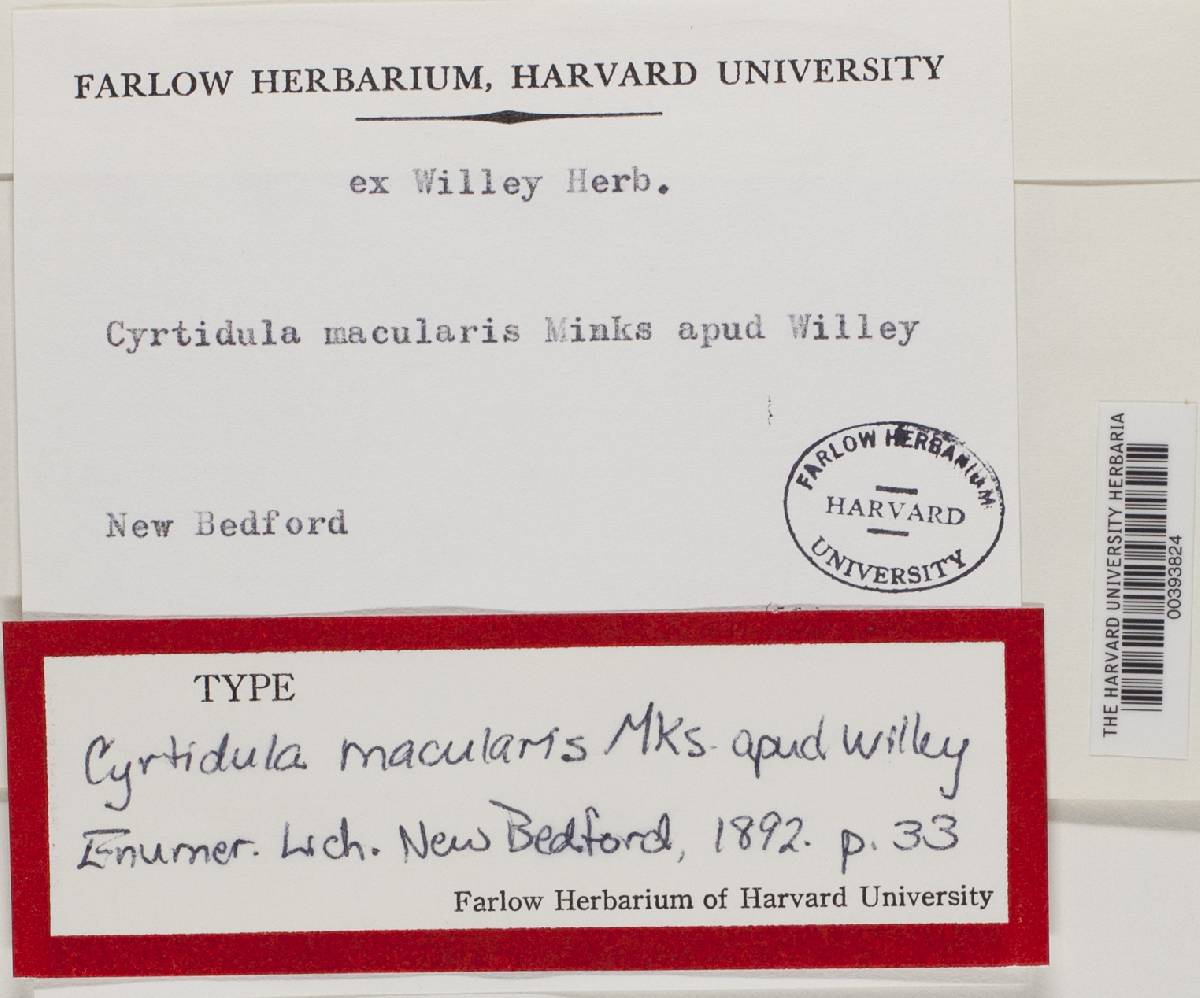 FARLOW HERBARIUM, HARVARD UNIVERSITY
ex Willey Herb.
Cyrtidula macularis Minks apud Willey
New Bedford
FARLOW HERBARIUM
HARVARD
UNIVERSITY
THE HARVARD UNIVERSITY HERBARIA
00393824
TYPE
Cyrtidula macularis Mks. apud Willey
Enumer. Lich. New Bedford, 1892. p. 33
Farlow Herbarium of Harvard University